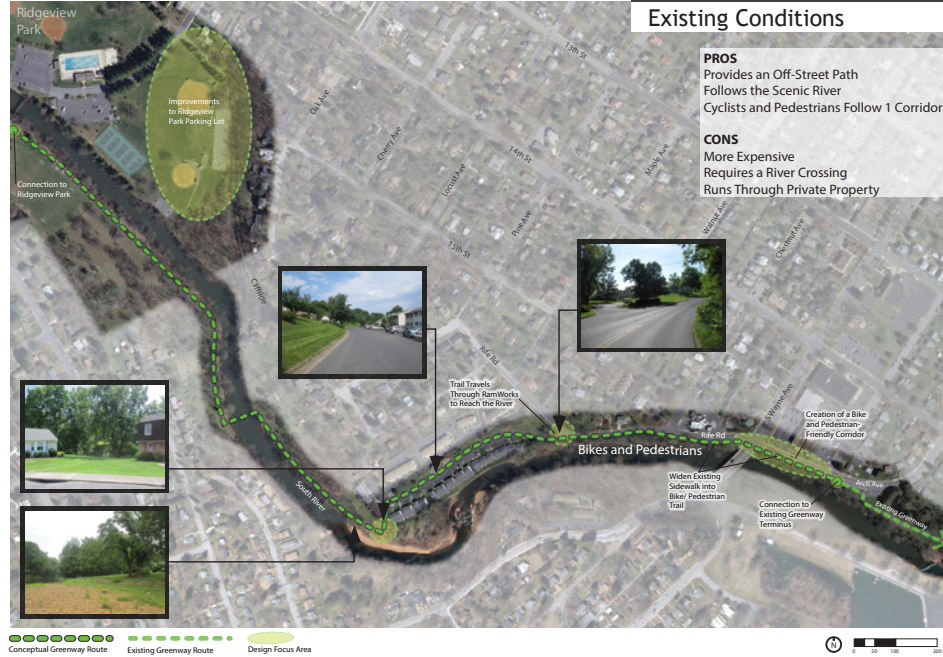 Ridgeview
Park
Existing Conditions
PROS
Provides an Off-Street Path
Follows the Scenic River
Cyclists and Pedestrians Follow 1 Corridor
CONS
More Expensive
Requires a River Crossing
Runs Through Private Property
13th St
Improvements
to Ridgeview
Park Parking Lot
Oak Ave
Cherry Ave
14th St
Maple Ave
Locust Ave
Connection to
Ridgeview Park
Walnut Ave
Pine Ave
Chestnut Ave
15th St
Cliffside
Rife Rd
Trail Travels
Through RamWorks
to Reach the River
S Wayne Ave
Creation of a Bike
and Pedestrian-
Friendly Corridor
Rife Rd
Bikes and Pedestrians
Widen Existing
Sidewalk into
Bike/ Pedestrian
Trail
Arch Ave
South River
Connection to
Existing Greenway
Terminus
Existing Greenway
Conceptual Greenway Route
Existing Greenway Route
Design Focus Area
N
0 50 100 200